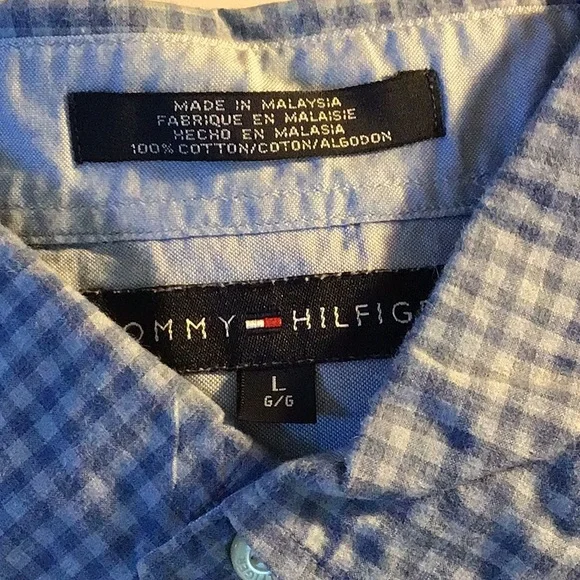 MADE IN MALAYSIA
FABRIQUE EN MALAISIE
HECHO EN MALASIA
100% COTTON/COTON/ALGODON
OMMY HILFIG
L
G/G